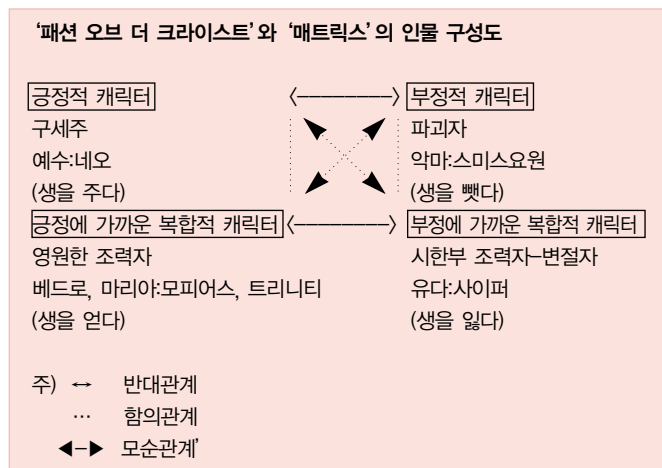 ‘패션 오브 더 크라이스트’와 ‘매트릭스’의 인물 구성도
긍정적 캐릭터 〈--------〉 부정적 캐릭터
구세주 파괴자
예수:네오 악마:스미스요원
(생을 주다) (생을 뺏다)
긍정에 가까운 복합적 캐릭터 〈--------〉 부정에 가까운 복합적 캐릭터
영원한 조력자 시한부 조력자-변절자
베드로, 마리아:모피어스, 트리니티 유다:사이퍼
(생을 얻다) (생을 잃다)
주) ↔ 반대관계
… 함의관계
◀-▶ 모순관계’